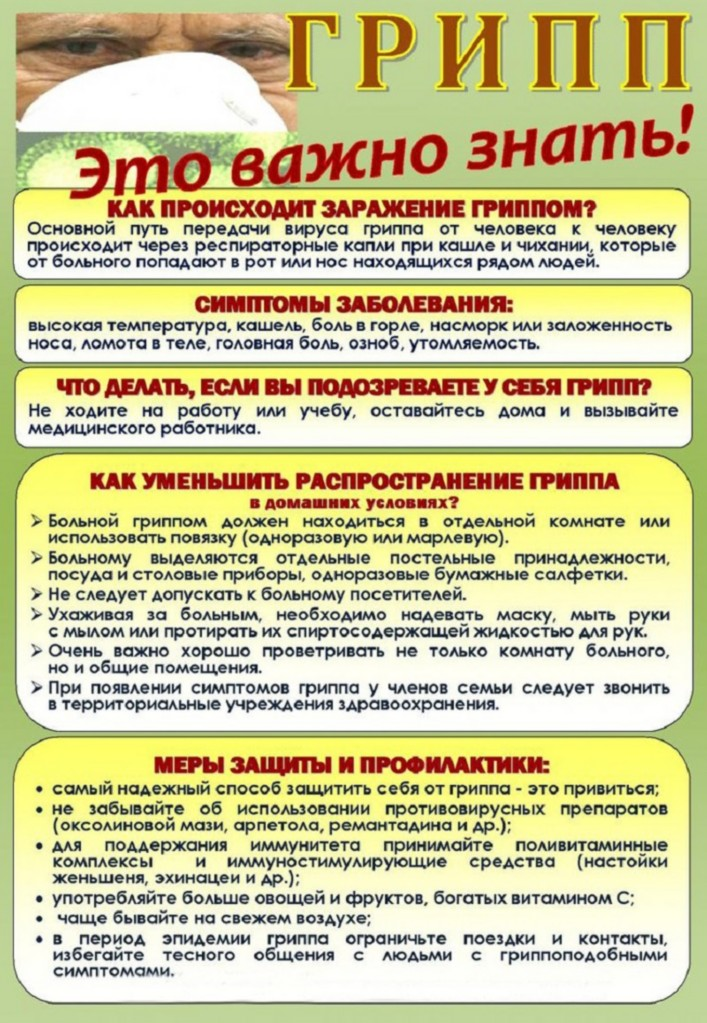 ГРИПП
Это важно знать!
КАК ПРОИСХОДИТ ЗАРАЖЕНИЕ ГРИППОМ?
Основной путь передачи вируса гриппа от человека к человеку
происходит через респираторные капли при кашле и чихании, которые
от больного попадают в рот или нос находящихся рядом людей.
СИМПТОМЫ ЗАБОЛЕВАНИЯ:
высокая температура, кашель, боль в горле, насморк или заложенность
носа, ломота в теле, головная боль, озноб, утомляемость.
ЧТО ДЕЛАТЬ, ЕСЛИ ВЫ ПОДОЗРЕВАЕТЕ У СЕБЯ ГРИПП?
Не ходите на работу или учебу, оставайтесь дома и вызывайте
медицинского работника.
КАК УМЕНЬШИТЬ РАСПРОСТРАНЕНИЕ ГРИППА
в домашних условиях?
➢ Больной гриппом должен находиться в отдельной комнате или
использовать повязку (одноразовую или марлевую).
➢ Больному выделяются отдельные постельные принадлежности,
посуда и столовые приборы, одноразовые бумажные салфетки.
➢ Не следует допускать к больному посетителей.
➢ Ухаживая за больным, необходимо надевать маску, мыть руки
с мылом или протирать их спиртосодержащей жидкостью для рук.
➢ Очень важно хорошо проветривать не только комнату больного,
но и общие помещения.
➢ При появлении симптомов гриппа у членов семьи следует звонить
в территориальные учреждения здравоохранения.
МЕРЫ ЗАЩИТЫ И ПРОФИЛАКТИКИ:
• самый надежный способ защитить себя от гриппа - это привиться;
• не забывайте об использовании противовирусных препаратов
(оксолиновой мази, арпетола, ремантадина и др.);
• для поддержания иммунитета принимайте поливитаминные
комплексы и иммуностимулирующие средства (настойки
женьшеня, эхинацеи и др.);
• употребляйте больше овощей и фруктов, богатых витамином С;
• чаще бывайте на свежем воздухе;
• в период эпидемии гриппа ограничьте поездки и контакты,
избегайте тесного общения с людьми с гриппоподобными
симптомами.